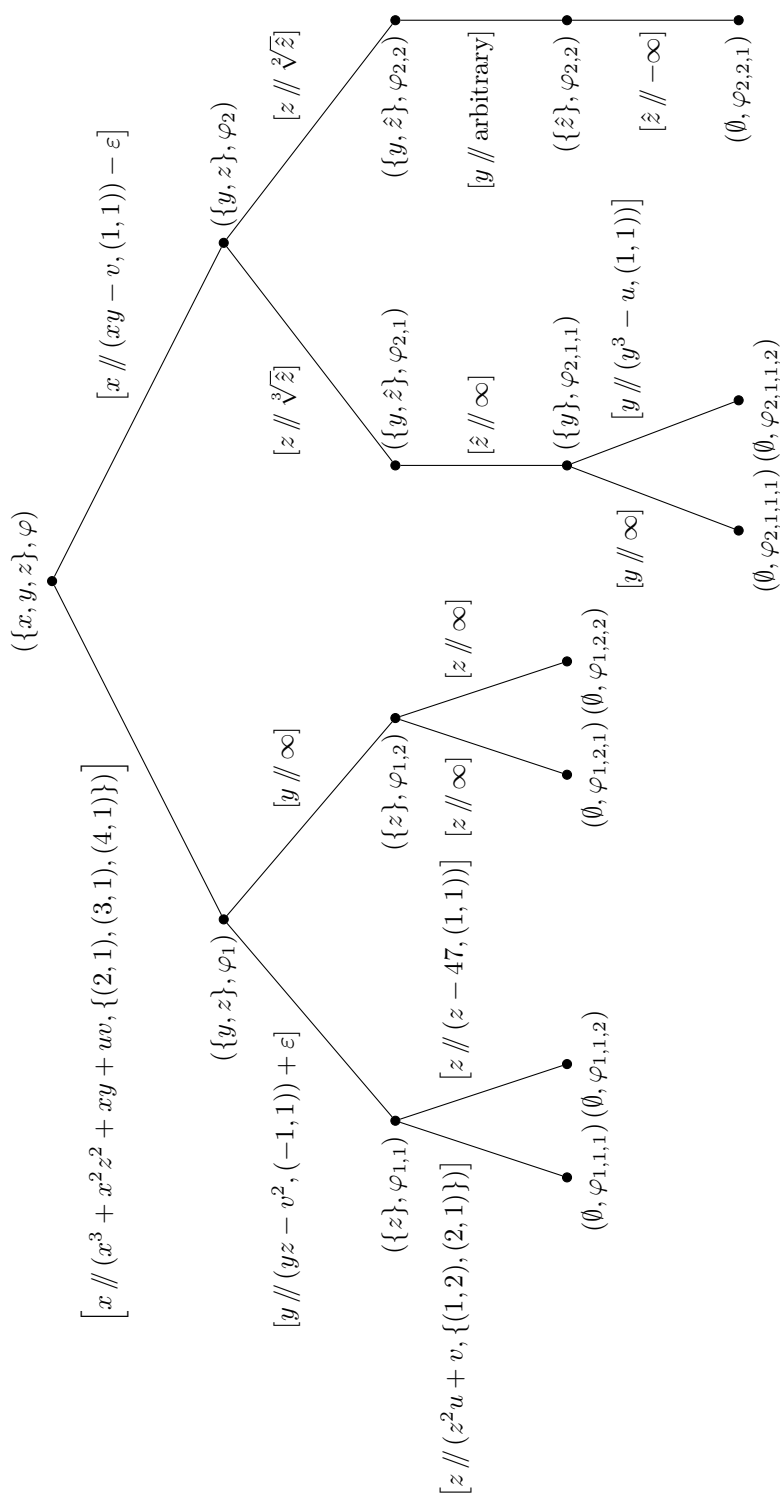 ({x, y, z}, φ)
[x // (x³ + x²z² + xy + uv, {(2, 1), (3, 1), (4, 1)})]
[x // (xy − v, (1, 1)) − ε]
({y, z}, φ₁)
({y, z}, φ₂)
[y // (yz − v², (−1, 1)) + ε]
[y // ∞]
[z // ∛ẑ]
[z // ²√ẑ]
({z}, φ₁,₁)
({z}, φ₁,₂)
({y, ẑ}, φ₂,₁)
({y, ẑ}, φ₂,₂)
[z // (z²u + v, {(1, 2), (2, 1)})]
[z // (z − 47, (1, 1))]
[z // ∞]
[z // ∞]
[ẑ // ∞]
[y // arbitrary]
(∅, φ₁,₁,₁)
(∅, φ₁,₁,₂)
(∅, φ₁,₂,₁)
(∅, φ₁,₂,₂)
({y}, φ₂,₁,₁)
({ẑ}, φ₂,₂)
[y // ∞]
[y // (y³ − u, (1, 1))]
[ẑ // −∞]
(∅, φ₂,₁,₁,₁)
(∅, φ₂,₁,₁,₂)
(∅, φ₂,₂,₁)